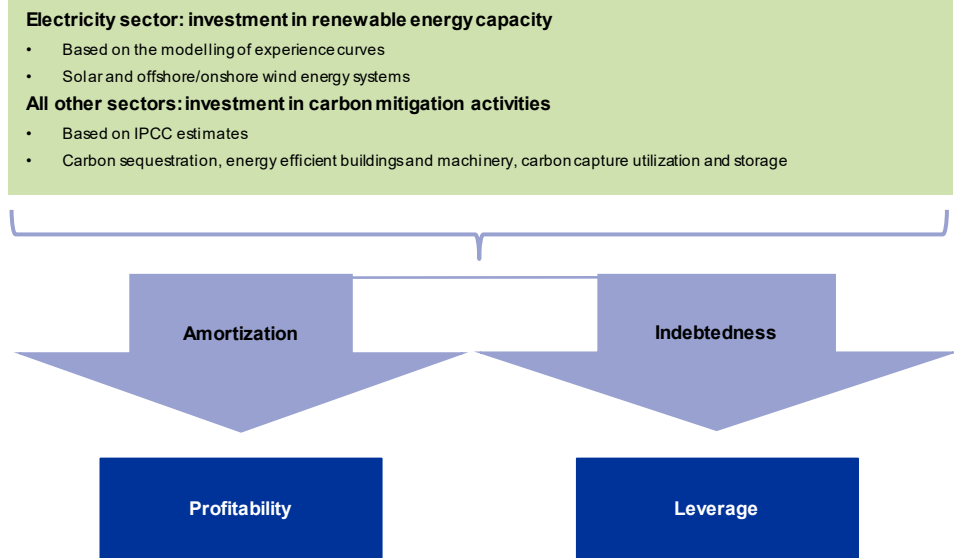 Electricity sector: investment in renewable energy capacity
• Based on the modelling of experience curves
• Solar and offshore/onshore wind energy systems
All other sectors: investment in carbon mitigation activities
• Based on IPCC estimates
• Carbon sequestration, energy efficient buildings and machinery, carbon capture utilization and storage
Amortization
Indebtedness
Profitability
Leverage